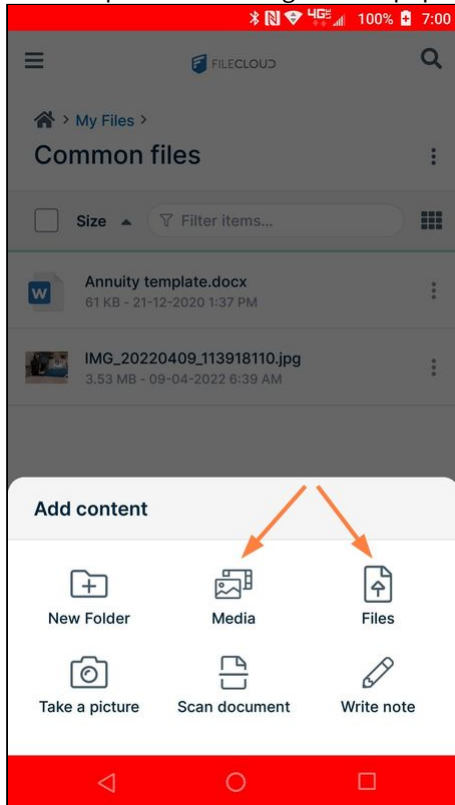 4GE 100% 7:00
FILECLOUD
> My Files >
Common files
Size Filter items...
W
Annuity template.docx
61 KB - 21-12-2020 1:37 PM
IMG_20220409_113918110.jpg
3.53 MB - 09-04-2022 6:39 AM
Add content
New Folder Media Files
Take a picture Scan document Write note